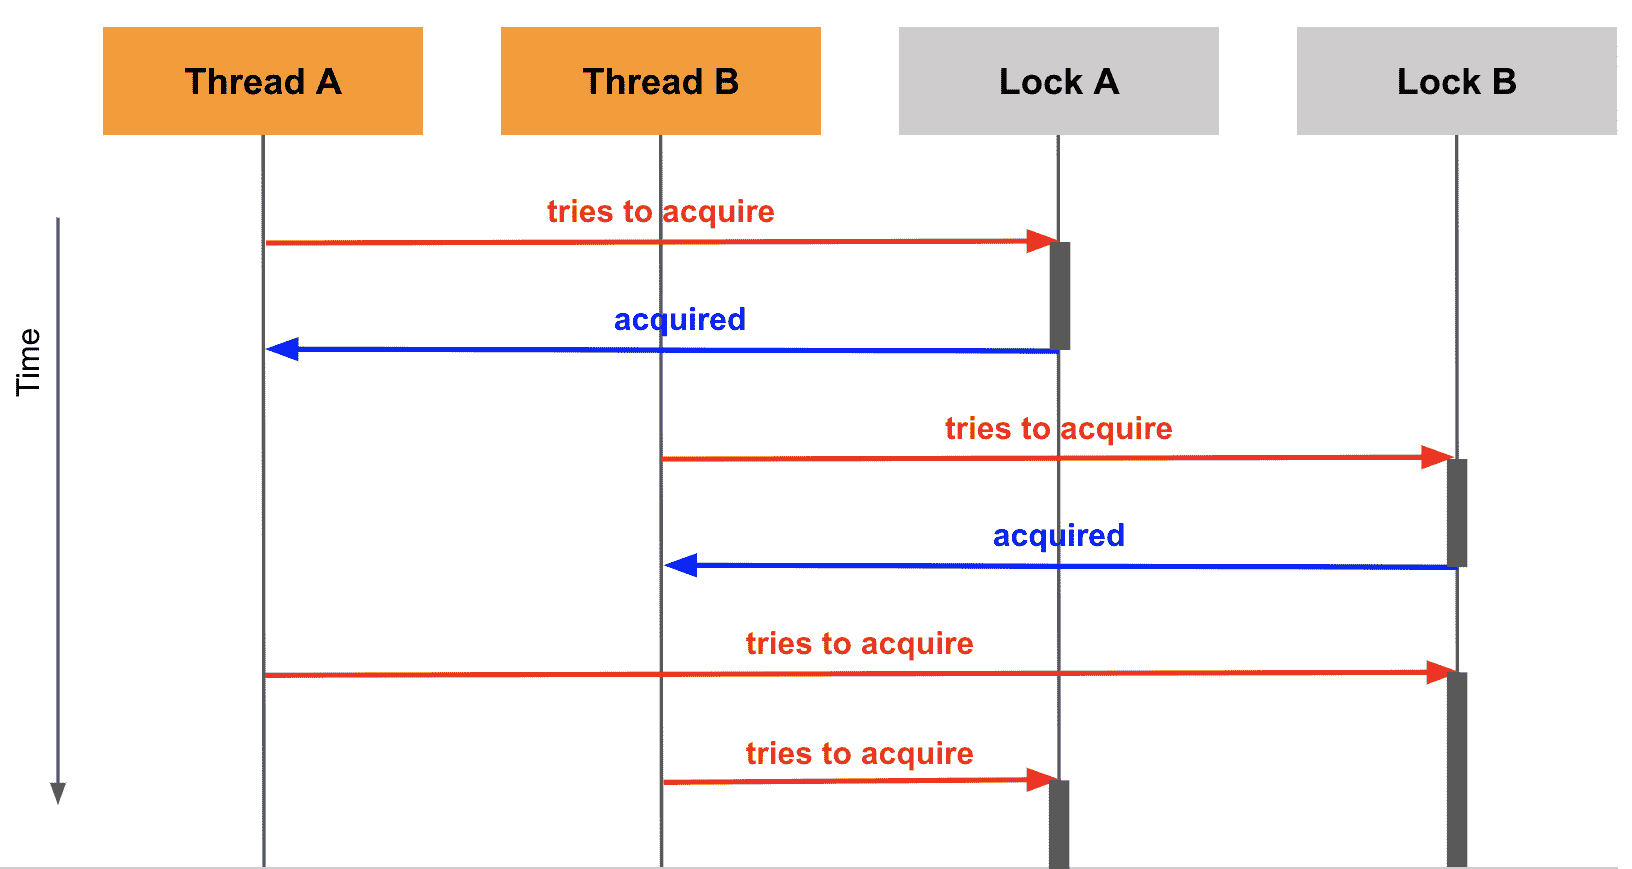 Thread A
Thread B
Lock A
Lock B
tries to acquire
acquired
Time
tries to acquire
acquired
tries to acquire
tries to acquire